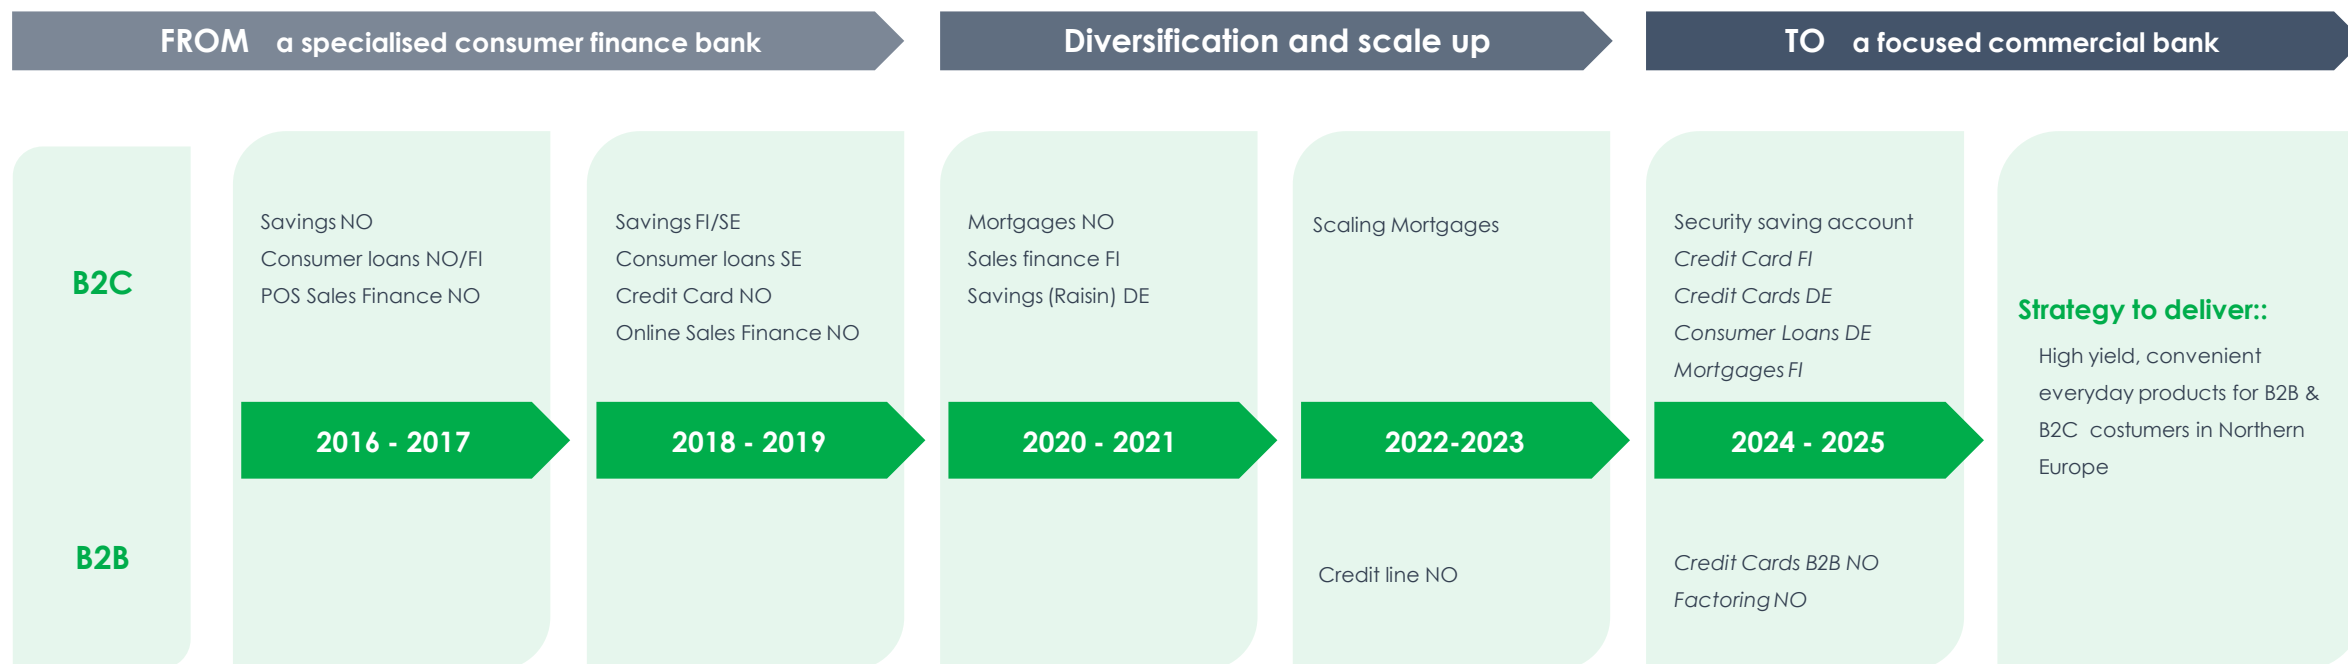 FROM a specialised consumer finance bank
Diversification and scale up
TO a focused commercial bank
B2C
Savings NO
Consumer loans NO/FI
POS Sales Finance NO
Savings FI/SE
Consumer loans SE
Credit Card NO
Online Sales Finance NO
Mortgages NO
Sales finance FI
Savings (Raisin) DE
Scaling Mortgages
Security saving account
Credit Card FI
Credit Cards DE
Consumer Loans DE
Mortgages FI
Strategy to deliver::
High yield, convenient
everyday products for B2B &
B2C costumers in Northern
Europe
2016 - 2017
2018 - 2019
2020 - 2021
2022-2023
2024 - 2025
B2B
Credit line NO
Credit Cards B2B NO
Factoring NO